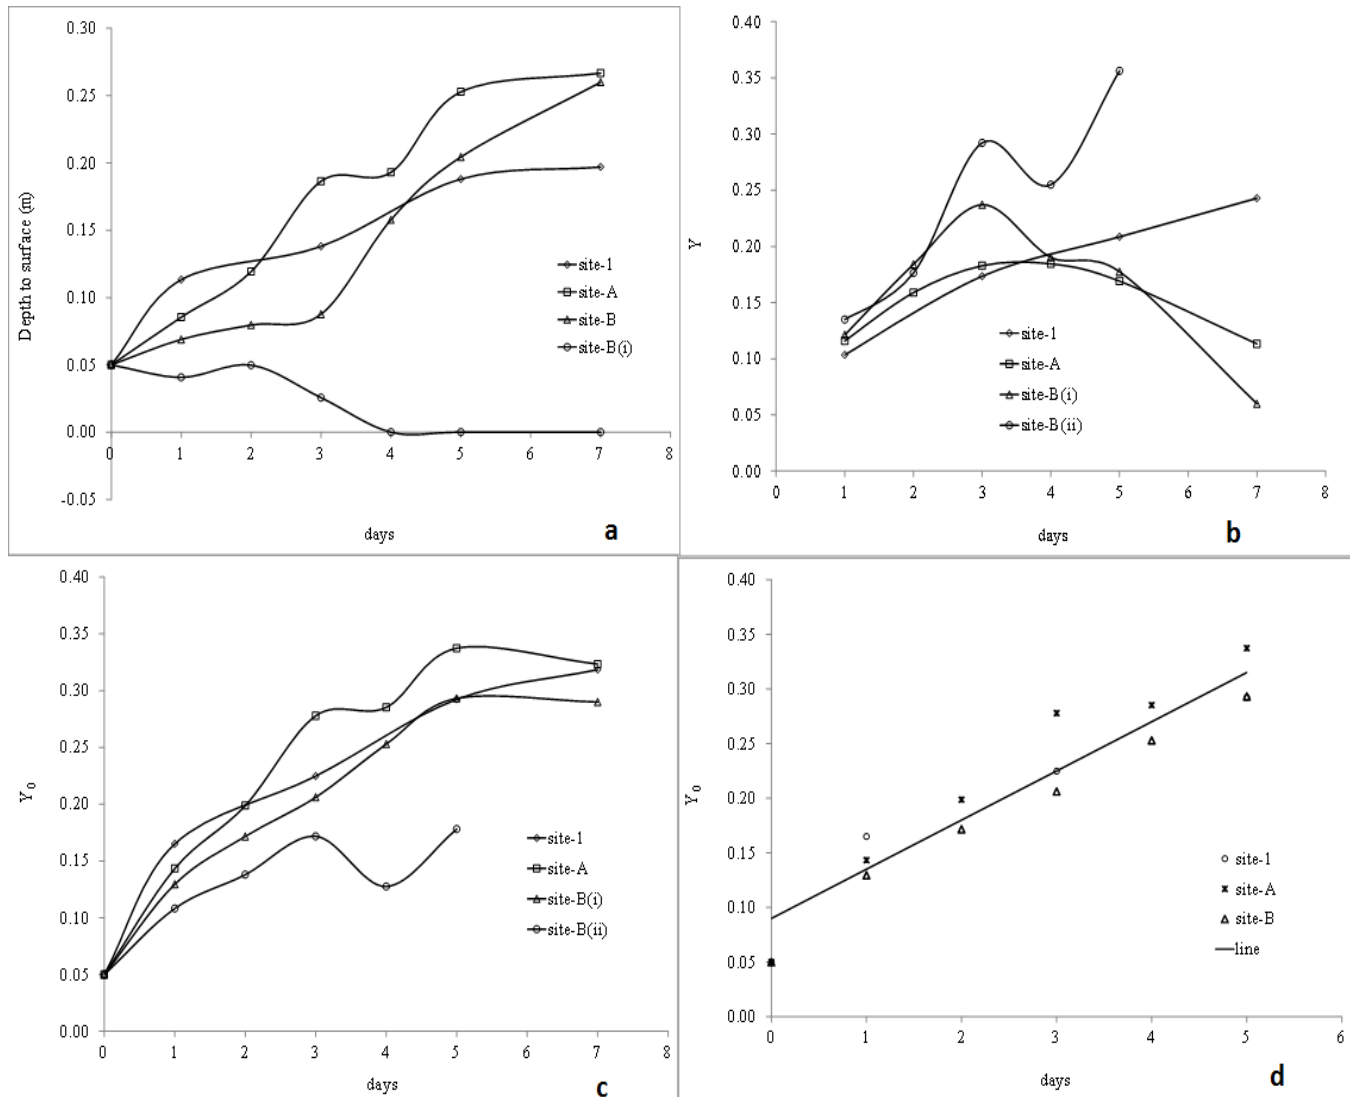 0.30
0.25
0.20
0.15
0.10
0.05
0.00
-0.05
Depth to surface (m)
0 1 2 3 4 5 7 8
days
site-1
site-A
site-B
site-B(i)
a
0.40
0.35
0.30
0.25
0.20
0.15
0.10
0.05
0.00
Y
0 1 2 3 4 5 7 8
days
site-1
site-A
site-B(i)
site-B(ii)
b
0.40
0.35
0.30
0.25
0.20
0.15
0.10
0.05
0.00
Y0
0 1 2 3 4 5 7 8
days
site-1
site-A
site-B(i)
site-B(ii)
c
0.40
0.35
0.30
0.25
0.20
0.15
0.10
0.05
0.00
Y0
0 1 2 3 4 5 6
days
site-1
site-A
site-B
line
d